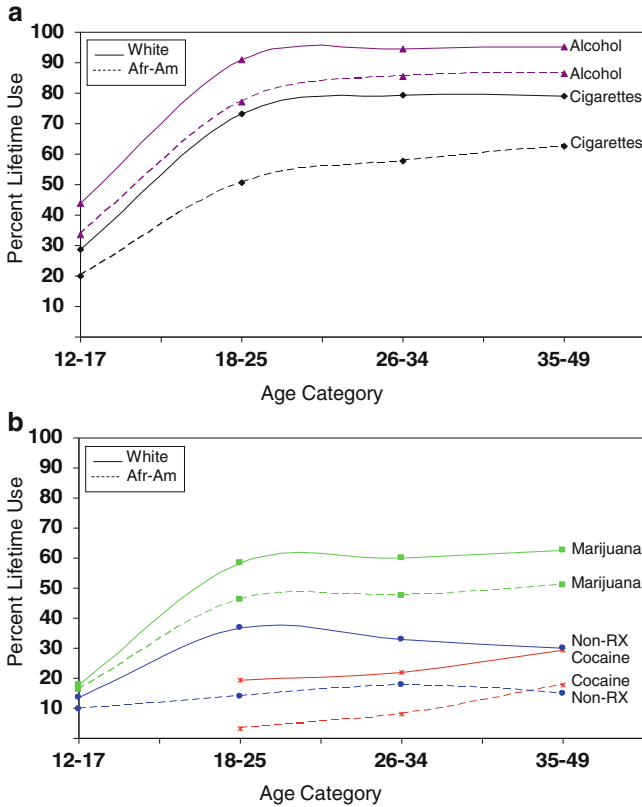 a
100
90
80
70
60
50
40
30
20
10
Percent Lifetime Use
White
Afr-Am
Alcohol
Alcohol
Cigarettes
Cigarettes
12-17 18-25 26-34 35-49
Age Category
b
100
90
80
70
60
50
40
30
20
10
Percent Lifetime Use
White
Afr-Am
Marijuana
Marijuana
Non-RX
Cocaine
Cocaine
Non-RX
12-17 18-25 26-34 35-49
Age Category